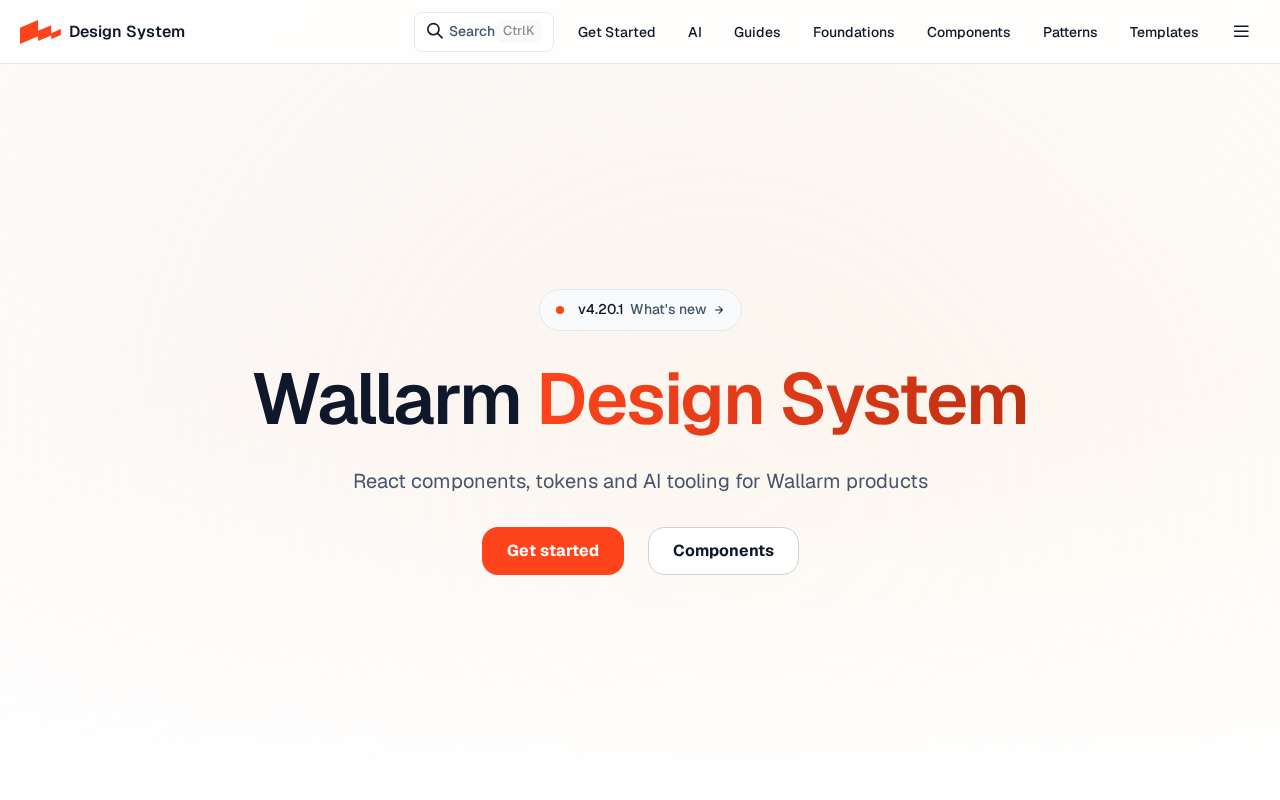 Design System
Search CtrlK
Get Started
AI
Guides
Foundations
Components
Patterns
Templates
v4.20.1 What's new →
Wallarm Design System
React components, tokens and AI tooling for Wallarm products
Get started
Components